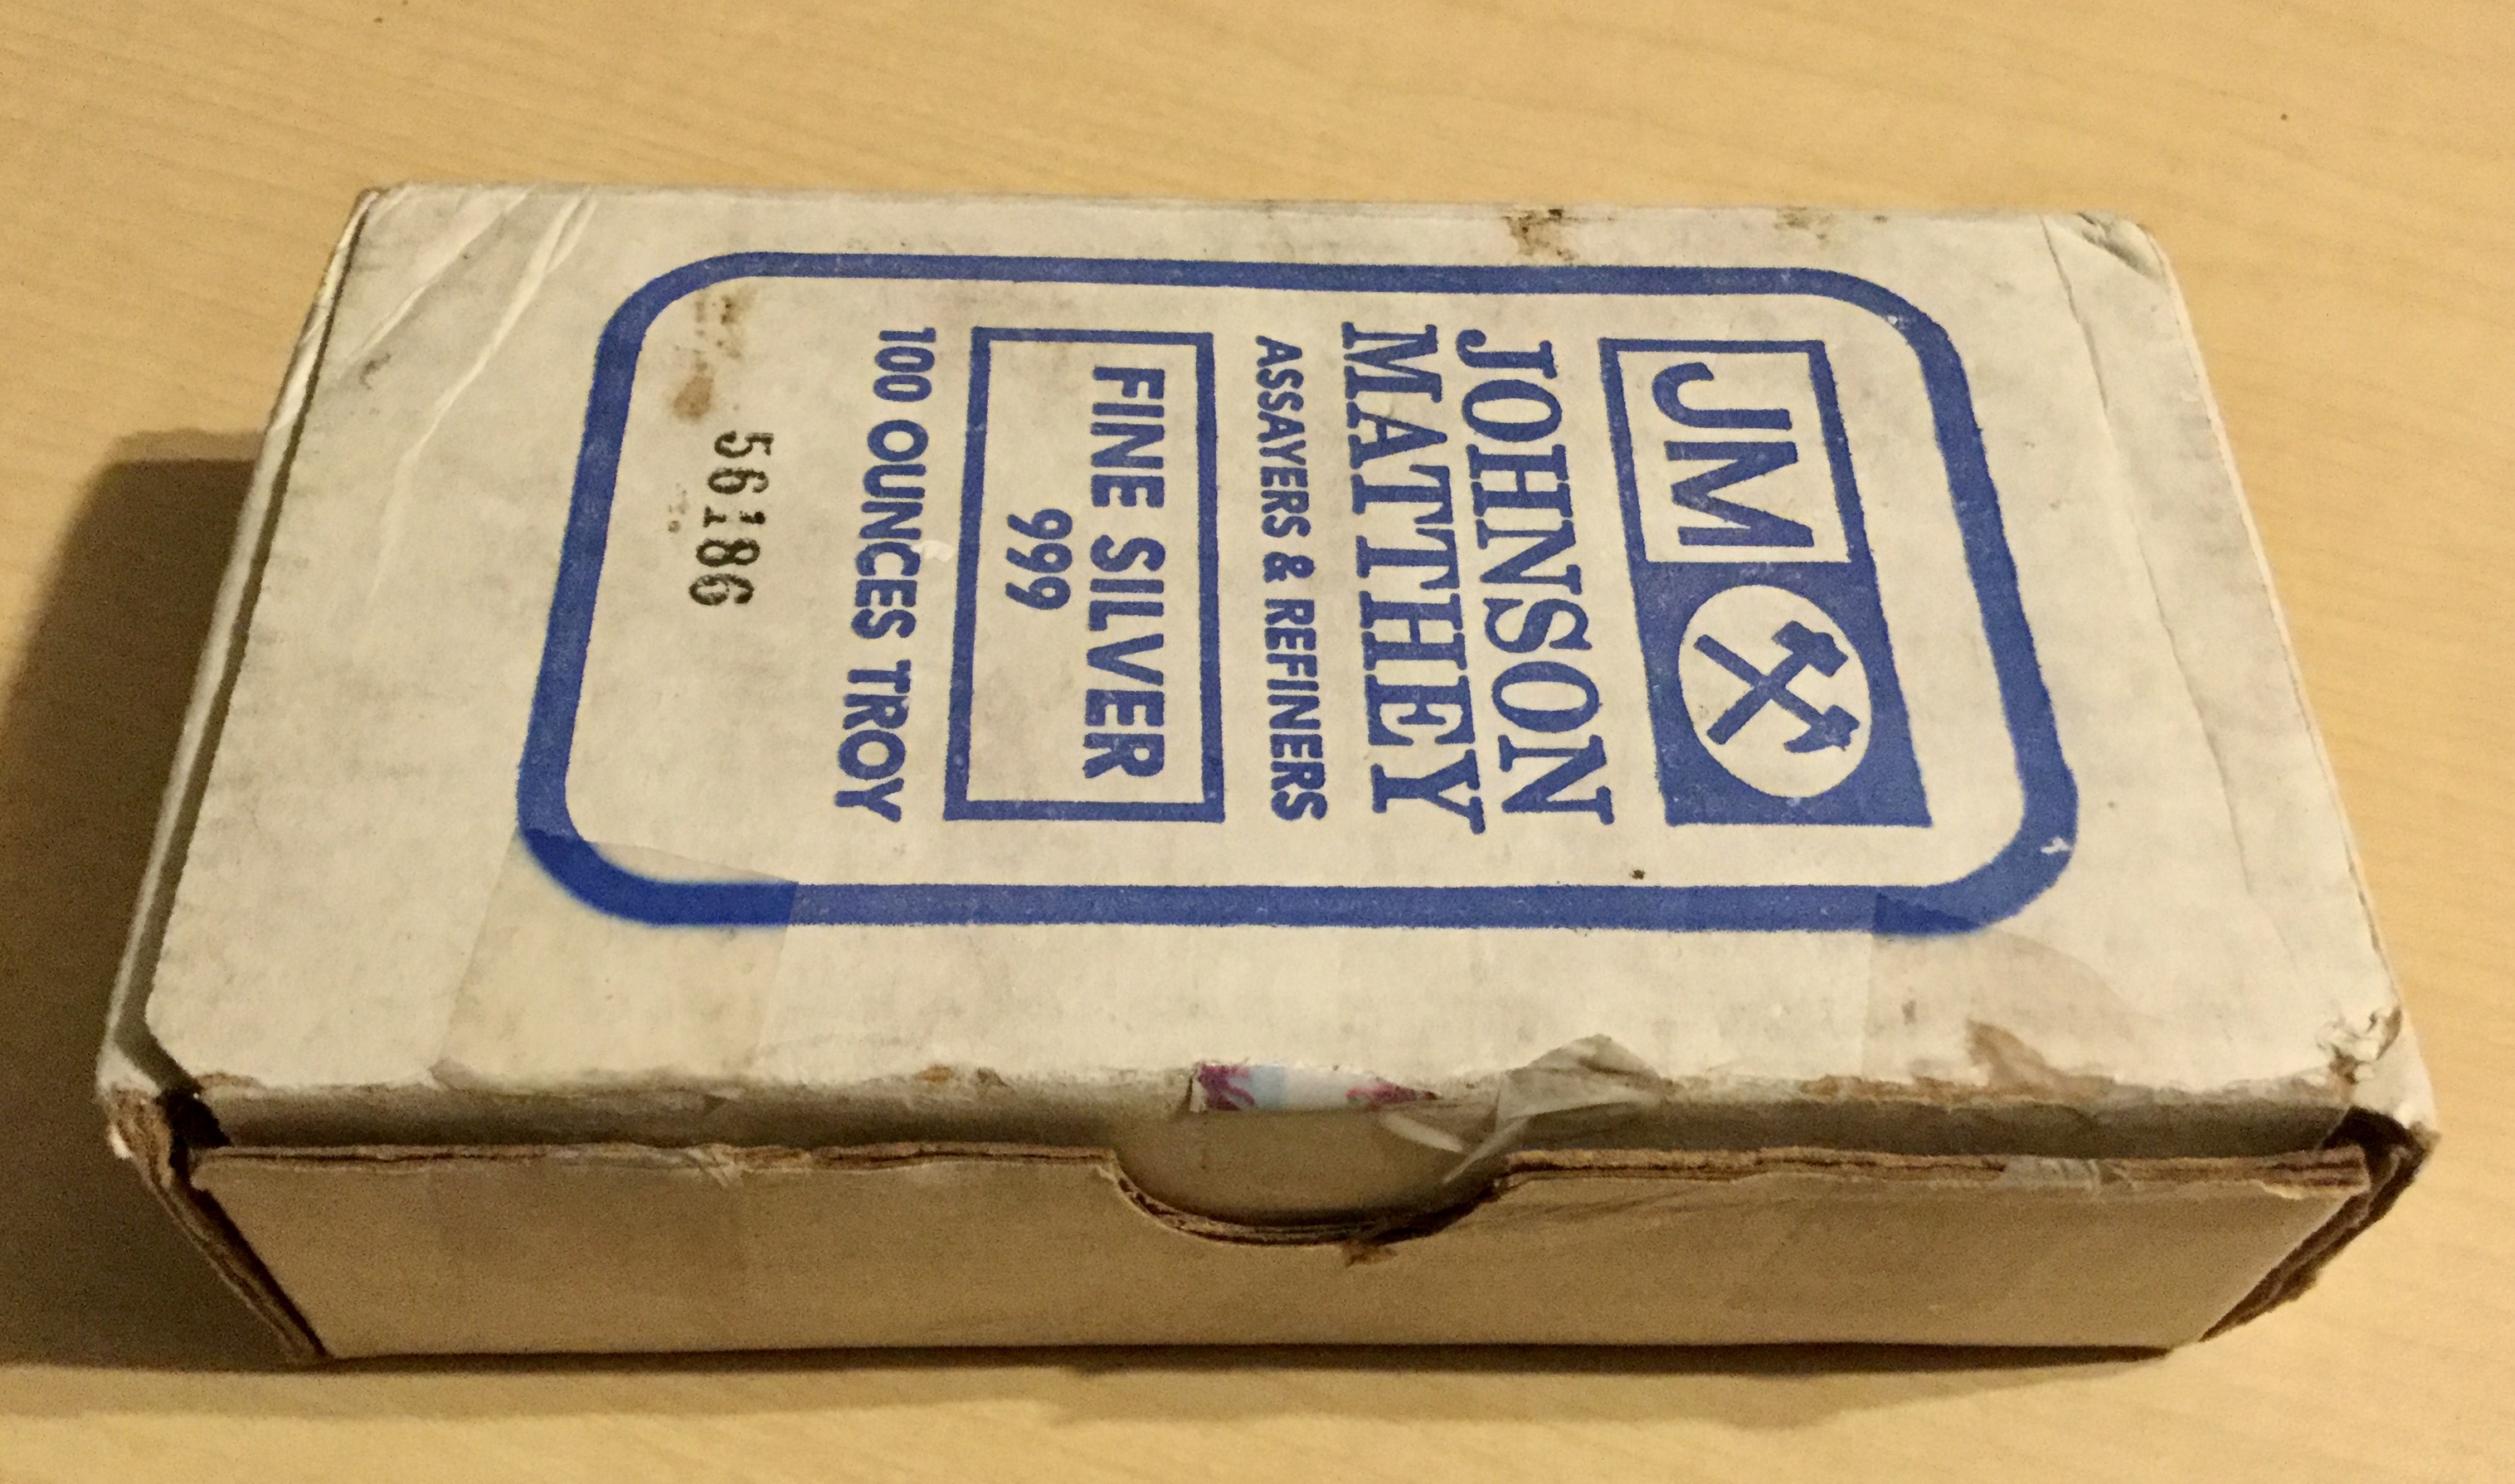 JM
JOHNSON
MATTHEY
ASSAYERS & REFINERS
FINE SILVER
999
100 OUNCES TROY
56186